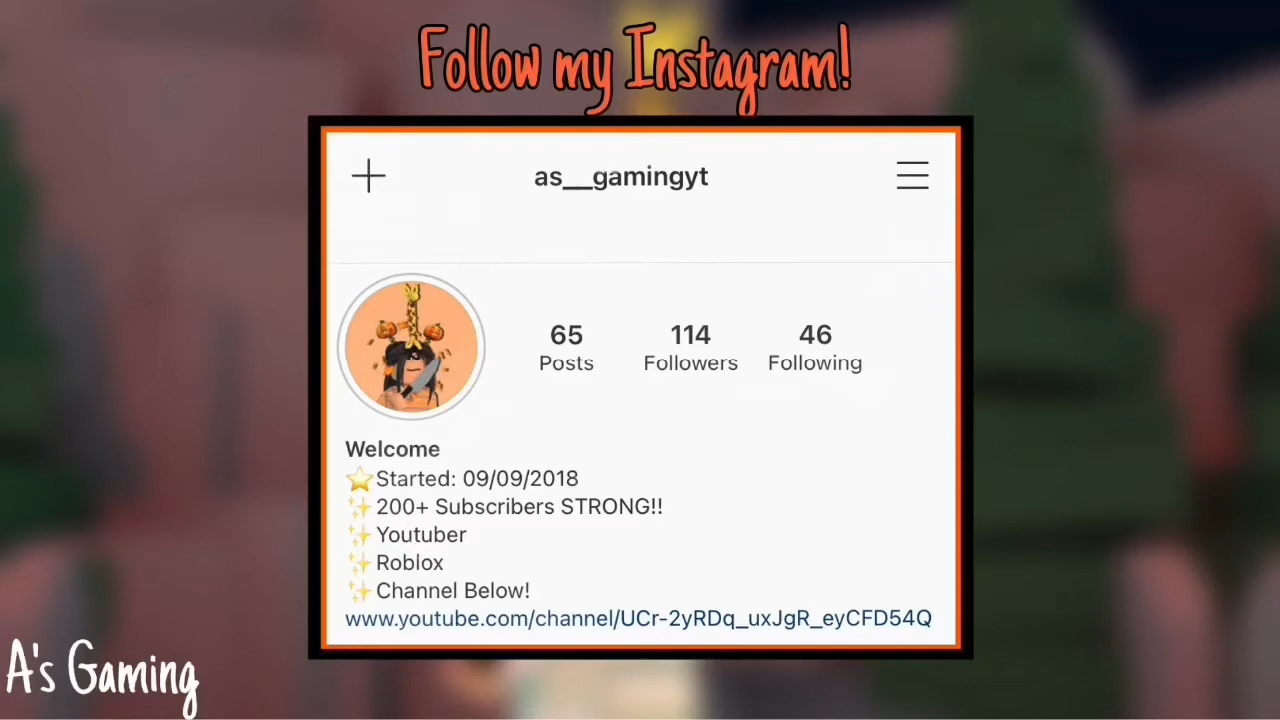 Follow my Instagram!
as__gamingyt
65 114 46
Posts Followers Following
Welcome
⭐Started: 09/09/2018
✨200+ Subscribers STRONG!!
✨Youtuber
✨Roblox
✨Channel Below!
www.youtube.com/channel/UCr-2yRDq_uxJgR_eyCFD54Q
A's Gaming